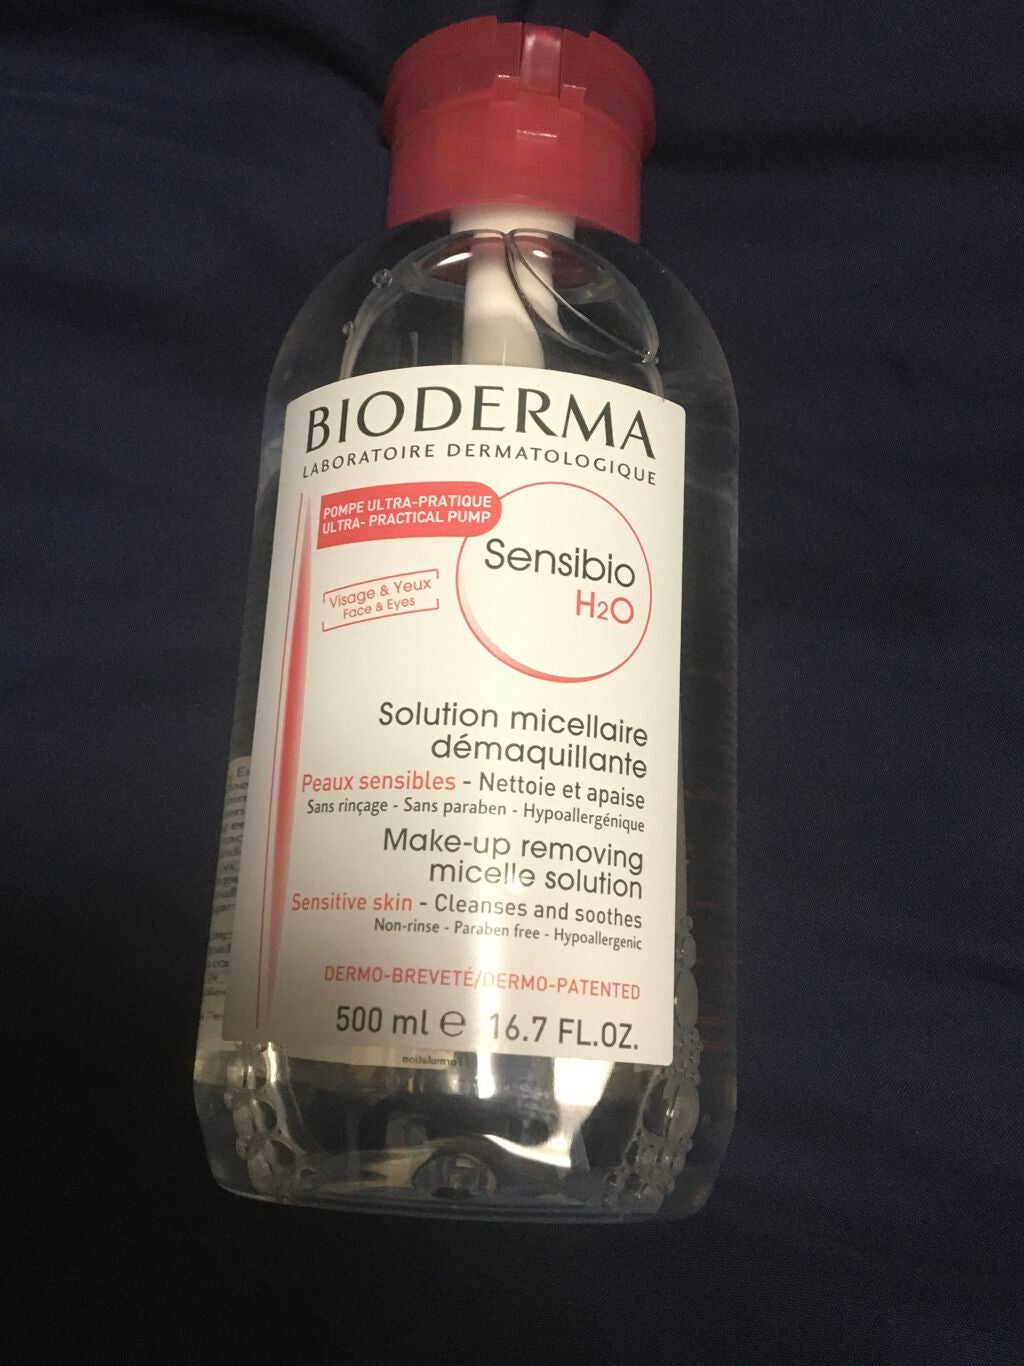 BIODERMA
LABORATOIRE DERMATOLOGIQUE
POMPE ULTRA-PRATIQUE
ULTRA- PRACTICAL PUMP
Sensibio
H2O
Visage & Yeux
Face & Eyes
Solution micellaire
démaquillante
Peaux sensibles - Nettoie et apaise
Sans rinçage - Sans paraben - Hypoallergénique
Make-up removing
micelle solution
Sensitive skin - Cleanses and soothes
Non-rinse - Paraben free - Hypoallergenic
DERMO-BREVETÉ/DERMO-PATENTED
500 ml e 16.7 FL.OZ.